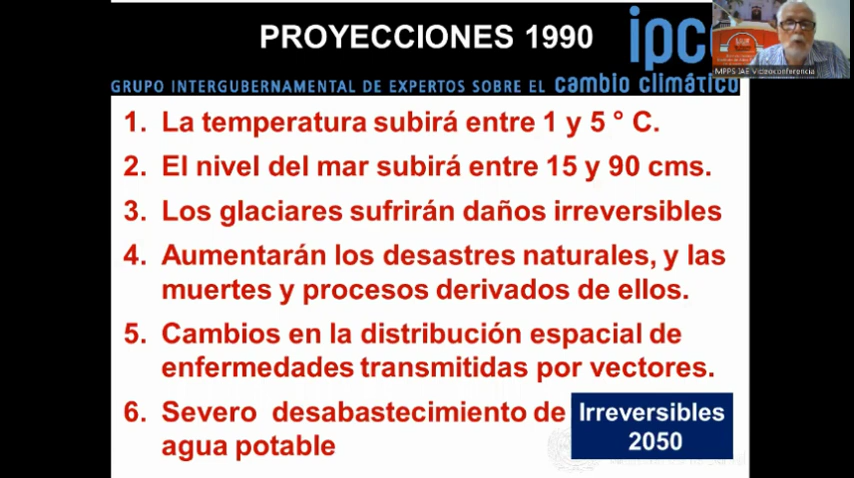 PROYECCIONES 1990
ipcc
GRUPO INTERGUBERNAMENTAL DE EXPERTOS SOBRE EL cambio climático
MPPS IAE Videoconferencia
1. La temperatura subirá entre 1 y 5 ° C.
2. El nivel del mar subirá entre 15 y 90 cms.
3. Los glaciares sufrirán daños irreversibles
4. Aumentarán los desastres naturales, y las
muertes y procesos derivados de ellos.
5. Cambios en la distribución espacial de
enfermedades transmitidas por vectores.
6. Severo desabastecimiento de
agua potable
Irreversibles
2050